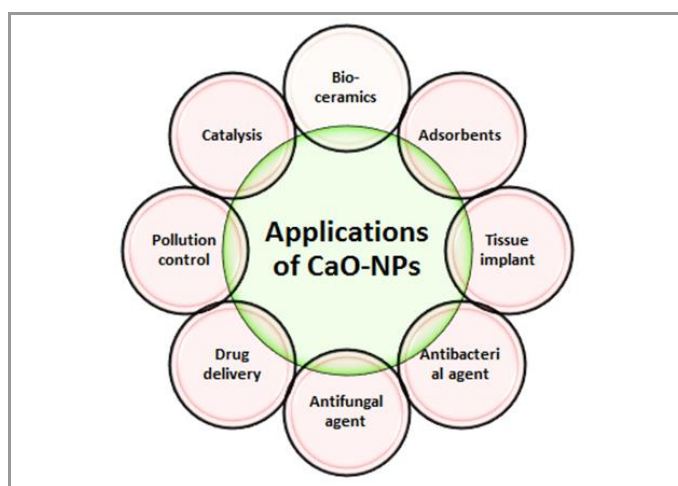 Bio-
ceramics
Adsorbents
Tissue
implant
Antibacteri
al agent
Antifungal
agent
Drug
delivery
Pollution
control
Catalysis
Applications
of CaO-NPs